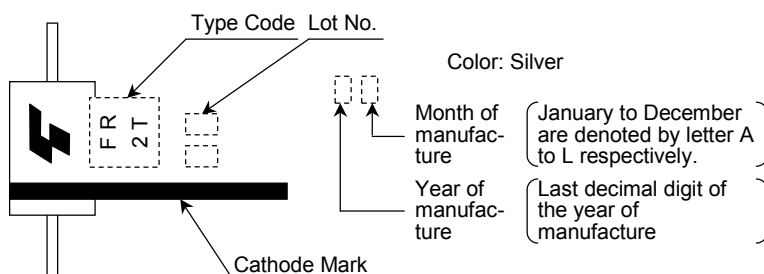 Type Code Lot No.
Color: Silver
FR
2T
Month of
manufac-
ture
January to December
are denoted by letter A
to L respectively.
Year of
manufac-
ture
Last decimal digit of
the year of
manufacture
Cathode Mark